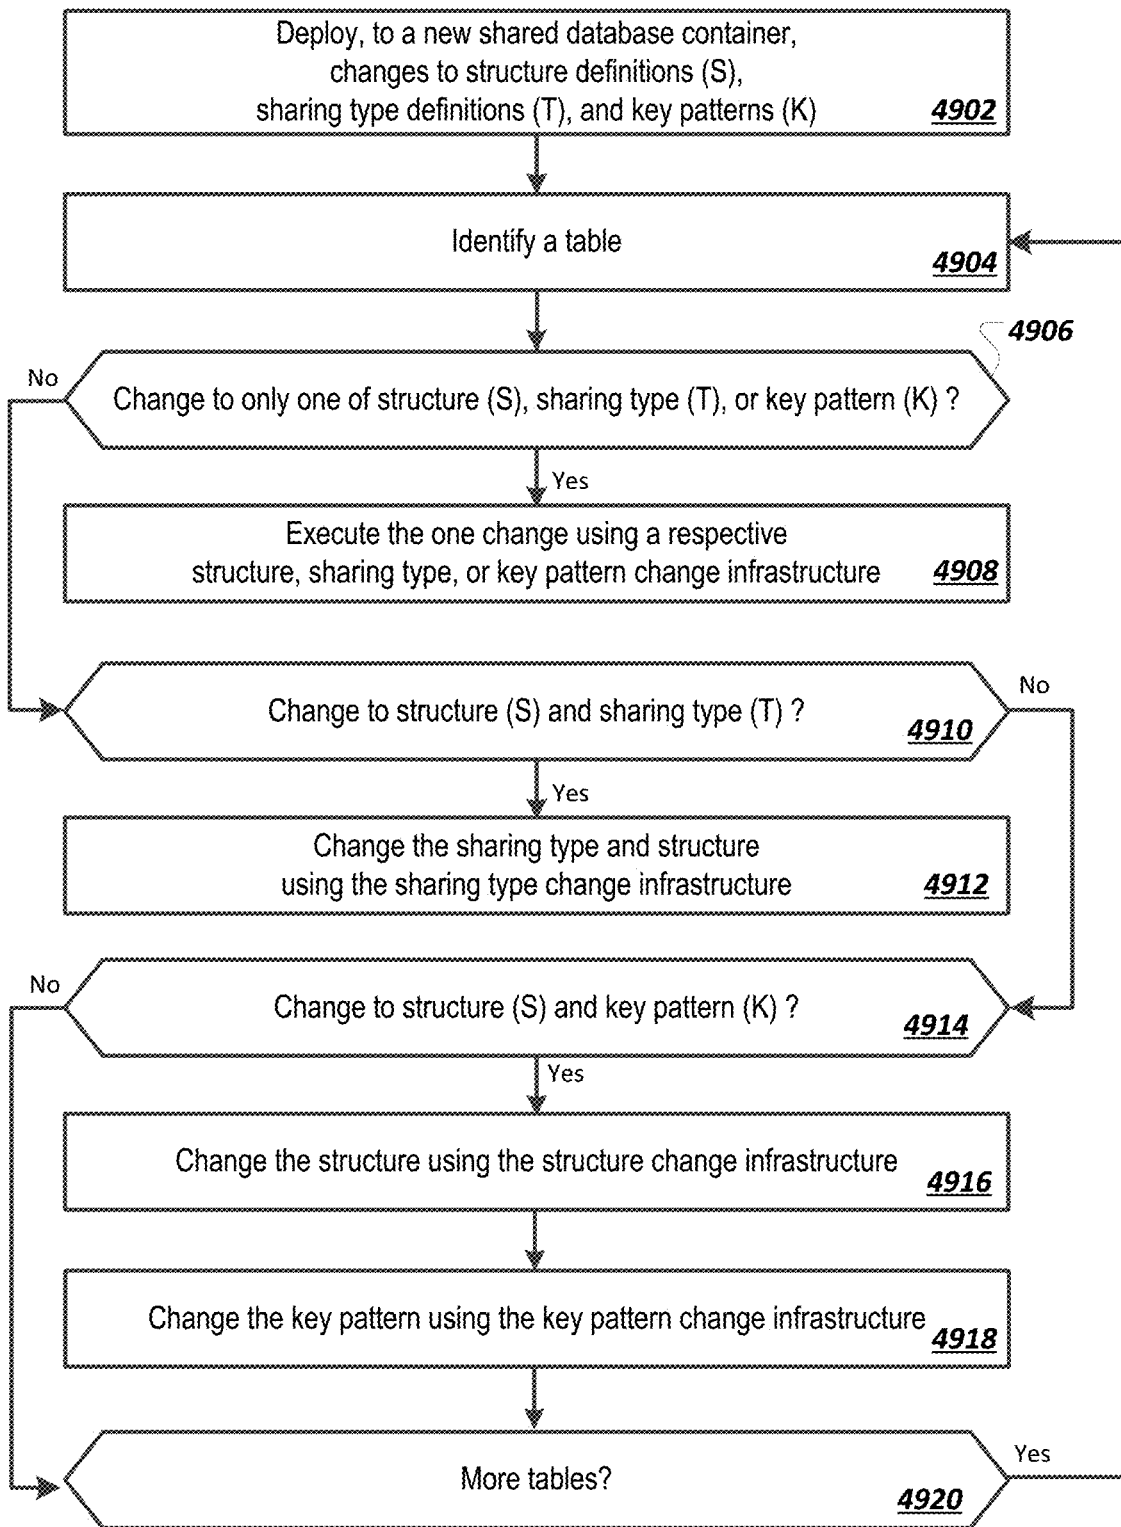 Deploy, to a new shared database container,
changes to structure definitions (S),
sharing type definitions (T), and key patterns (K)
4902
Identify a table
4904
4906
No
Change to only one of structure (S), sharing type (T), or key pattern (K) ?
Yes
Execute the one change using a respective
structure, sharing type, or key pattern change infrastructure
4908
No
Change to structure (S) and sharing type (T) ?
4910
Yes
Change the sharing type and structure
using the sharing type change infrastructure
4912
No
Change to structure (S) and key pattern (K) ?
4914
Yes
Change the structure using the structure change infrastructure
4916
Change the key pattern using the key pattern change infrastructure
4918
Yes
More tables?
4920